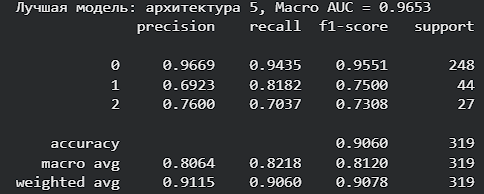 Лучшая модель: архитектура 5, Macro AUC = 0.9653
precision recall f1-score support
0 0.9669 0.9435 0.9551 248
1 0.6923 0.8182 0.7500 44
2 0.7600 0.7037 0.7308 27
accuracy 0.9060 319
macro avg 0.8064 0.8218 0.8120 319
weighted avg 0.9115 0.9060 0.9078 319